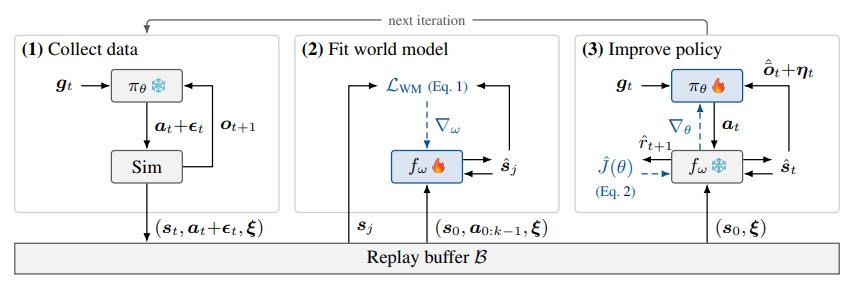 next iteration
(1) Collect data
g_t
π_θ
a_t+ϵ_t
o_{t+1}
Sim
(s_t, a_t+ϵ_t, ξ)
(2) Fit world model
ℒ_WM (Eq. 1)
∇_ω
f_ω
ŝ_j
s_j
(s_0, a_{0:k−1}, ξ)
(3) Improve policy
ô̂_t+η_t
g_t
π_θ
∇_θ
a_t
r̂_{t+1}
Ĵ(θ)
(Eq. 2)
f_ω
ŝ_t
(s_0, ξ)
Replay buffer ℬ